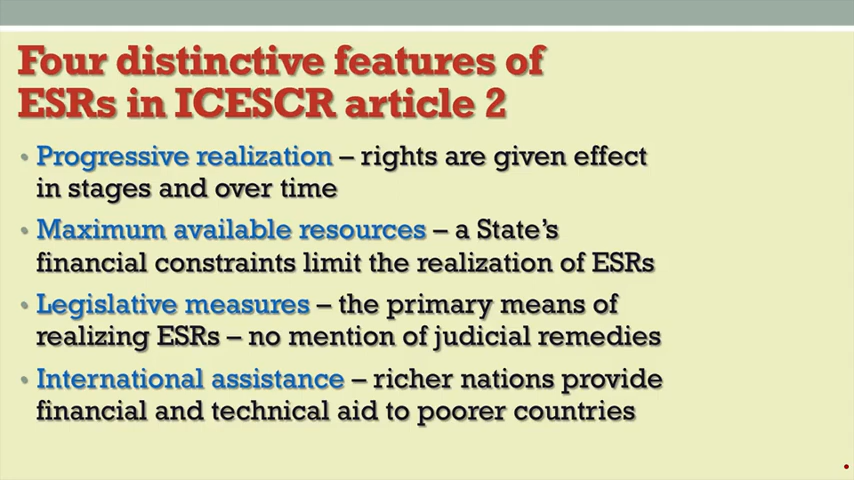 Four distinctive features of
ESRs in ICESCR article 2
• Progressive realization – rights are given effect
in stages and over time
• Maximum available resources – a State's
financial constraints limit the realization of ESRs
• Legislative measures – the primary means of
realizing ESRs – no mention of judicial remedies
• International assistance – richer nations provide
financial and technical aid to poorer countries